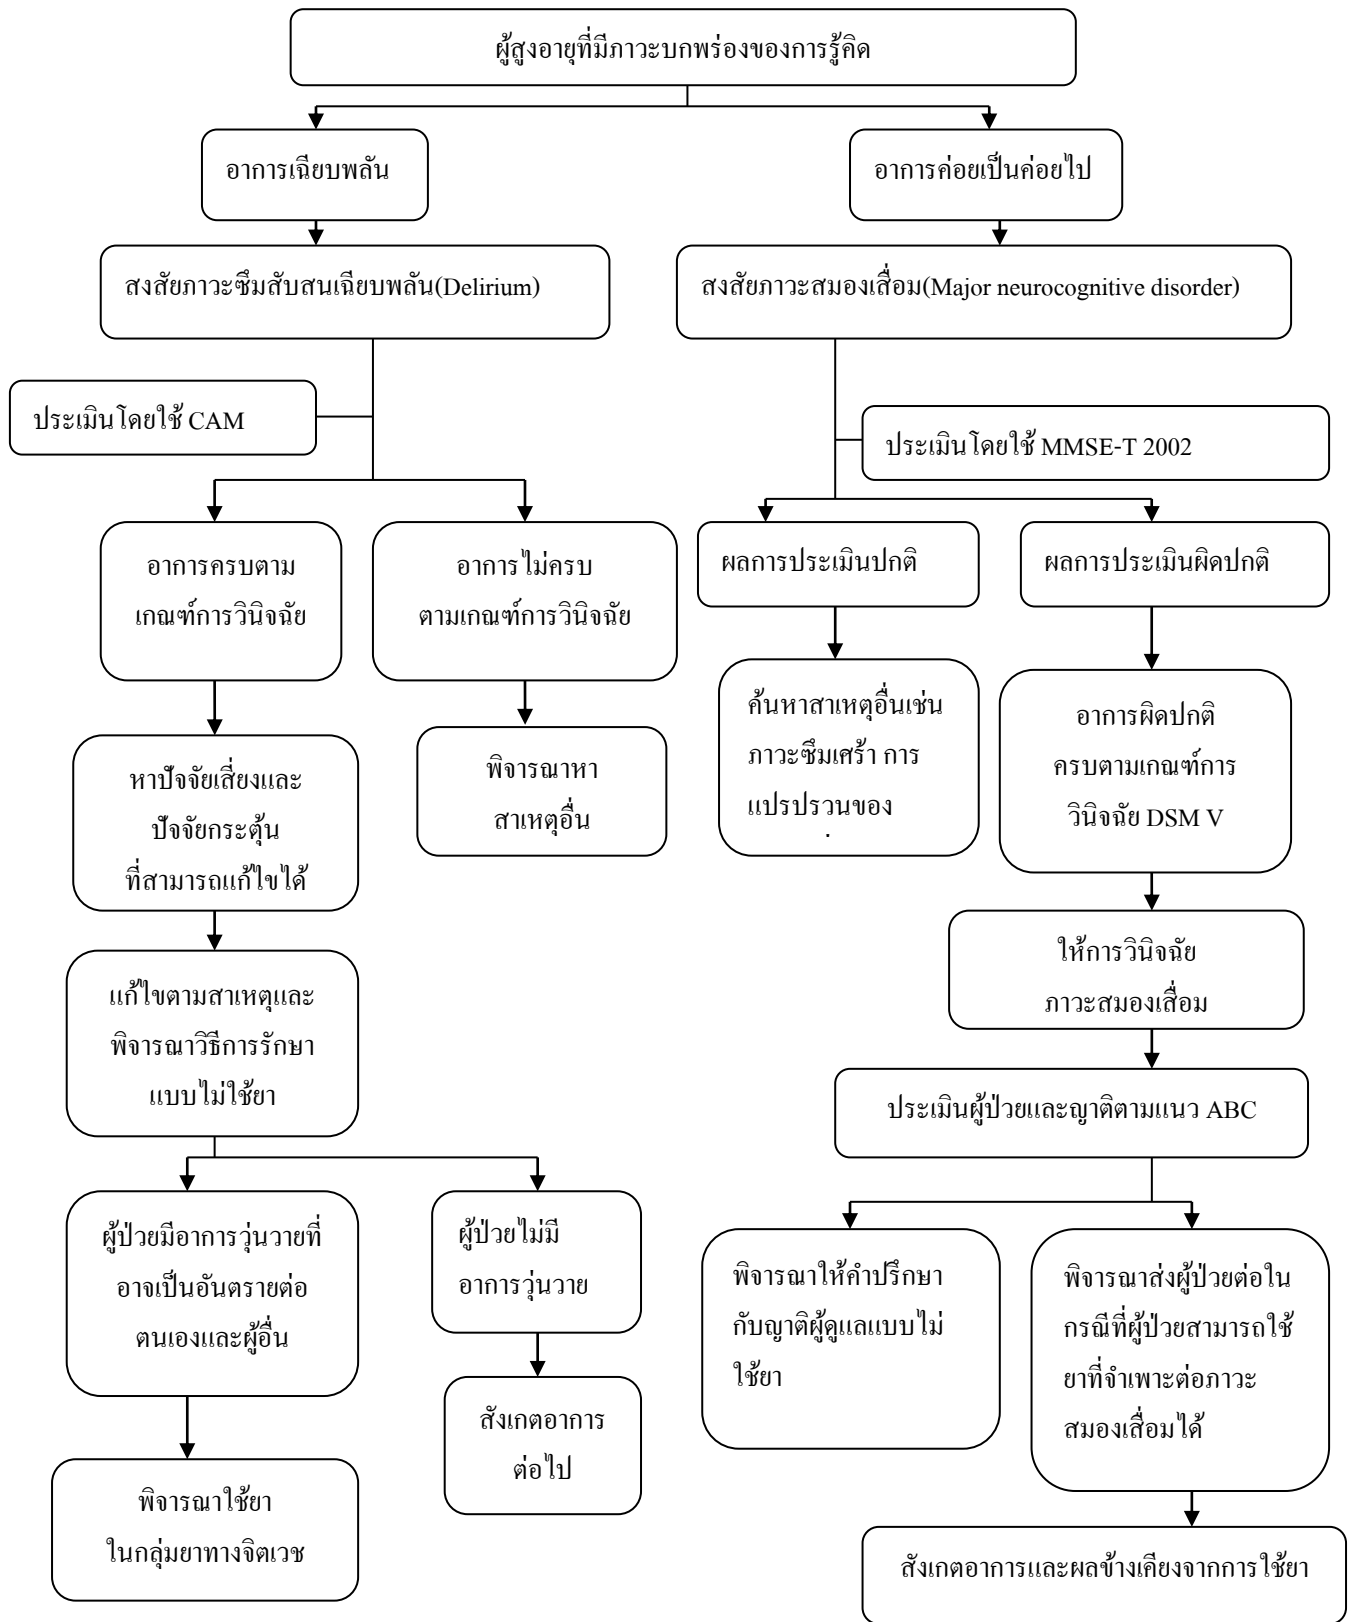 ผู้สูงอายุที่มีภาวะบกพร่องของการรู้คิด
อาการเฉียบพลัน
อาการค่อยเป็นค่อยไป
สงสัยภาวะซึมสับสนเฉียบพลัน(Delirium)
สงสัยภาวะสมองเสื่อม(Major neurocognitive disorder)
ประเมินโดยใช้ CAM
ประเมินโดยใช้ MMSE-T 2002
อาการครบตาม
เกณฑ์การวินิจฉัย
อาการไม่ครบ
ตามเกณฑ์การวินิจฉัย
ผลการประเมินปกติ
ผลการประเมินผิดปกติ
หาปัจจัยเสี่ยงและ
ปัจจัยกระตุ้น
ที่สามารถแก้ไขได้
พิจารณาหา
สาเหตุอื่น
ค้นหาสาเหตุอื่นเช่น
ภาวะซึมเศร้า การ
แปรปรวนของ
อาการผิดปกติ
ครบตามเกณฑ์การ
วินิจฉัย DSM V
แก้ไขตามสาเหตุและ
พิจารณาวิธีการรักษา
แบบไม่ใช้ยา
ให้การวินิจฉัย
ภาวะสมองเสื่อม
ประเมินผู้ป่วยและญาติตามแนว ABC
ผู้ป่วยมีอาการวุ่นวายที่
อาจเป็นอันตรายต่อ
ตนเองและผู้อื่น
ผู้ป่วยไม่มี
อาการวุ่นวาย
พิจารณาให้คำปรึกษา
กับญาติผู้ดูแลแบบไม่
ใช้ยา
พิจารณาส่งผู้ป่วยต่อใน
กรณีที่ผู้ป่วยสามารถใช้
ยาที่จำเพาะต่อภาวะ
สมองเสื่อมได้
พิจารณาใช้ยา
ในกลุ่มยาทางจิตเวช
สังเกตอาการ
ต่อไป
สังเกตอาการและผลข้างเคียงจากการใช้ยา